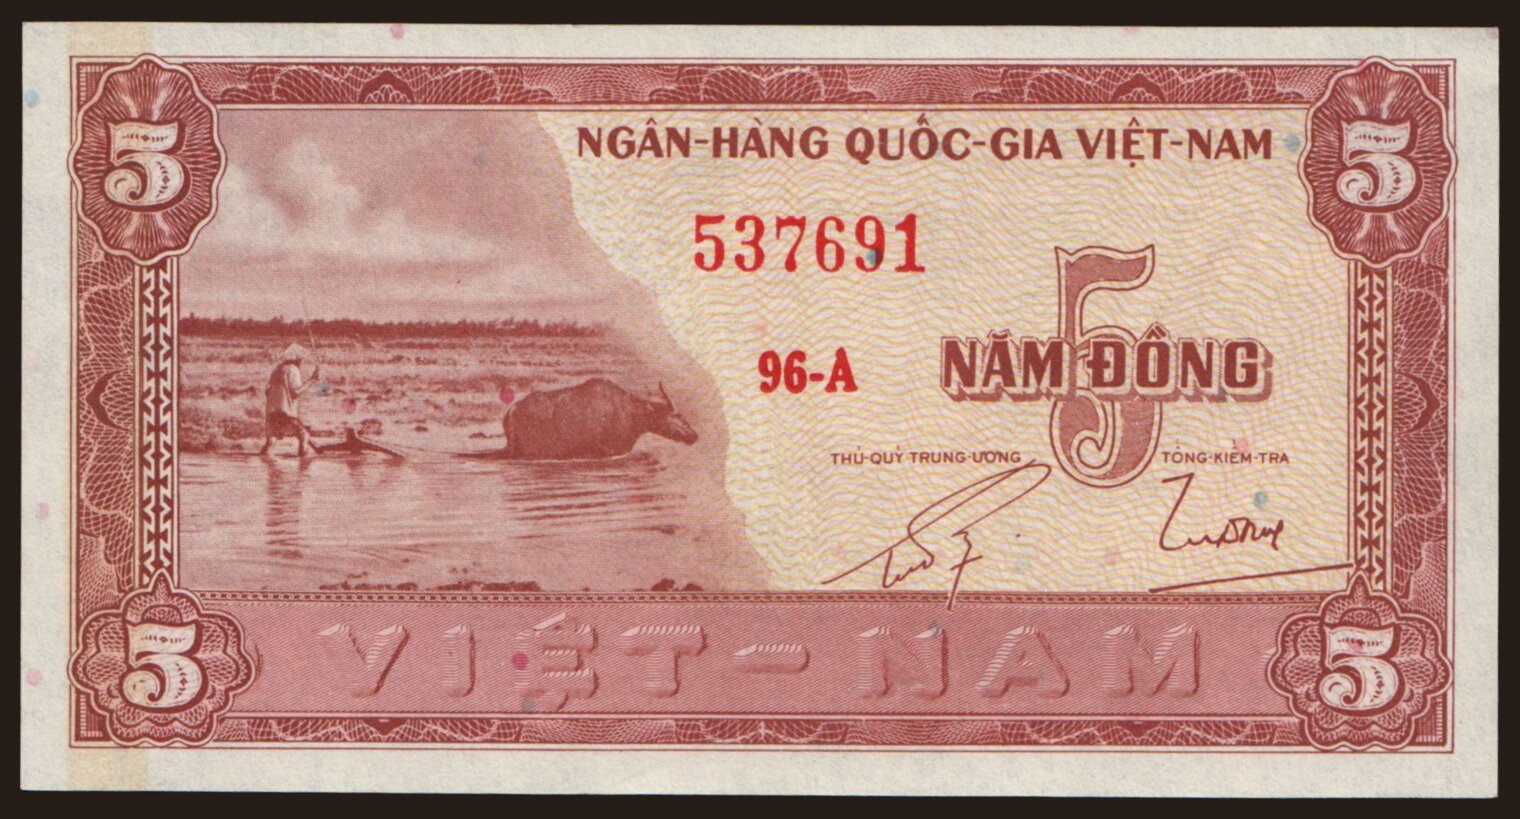 5
5
NGÂN-HÀNG QUỐC-GIA VIỆT-NAM
537691
5
96-A
NĂM ĐỒNG
THỦ-QUỸ TRUNG-ƯƠNG
TỔNG-KIỂM-TRA
5
VIỆT-NAM
5